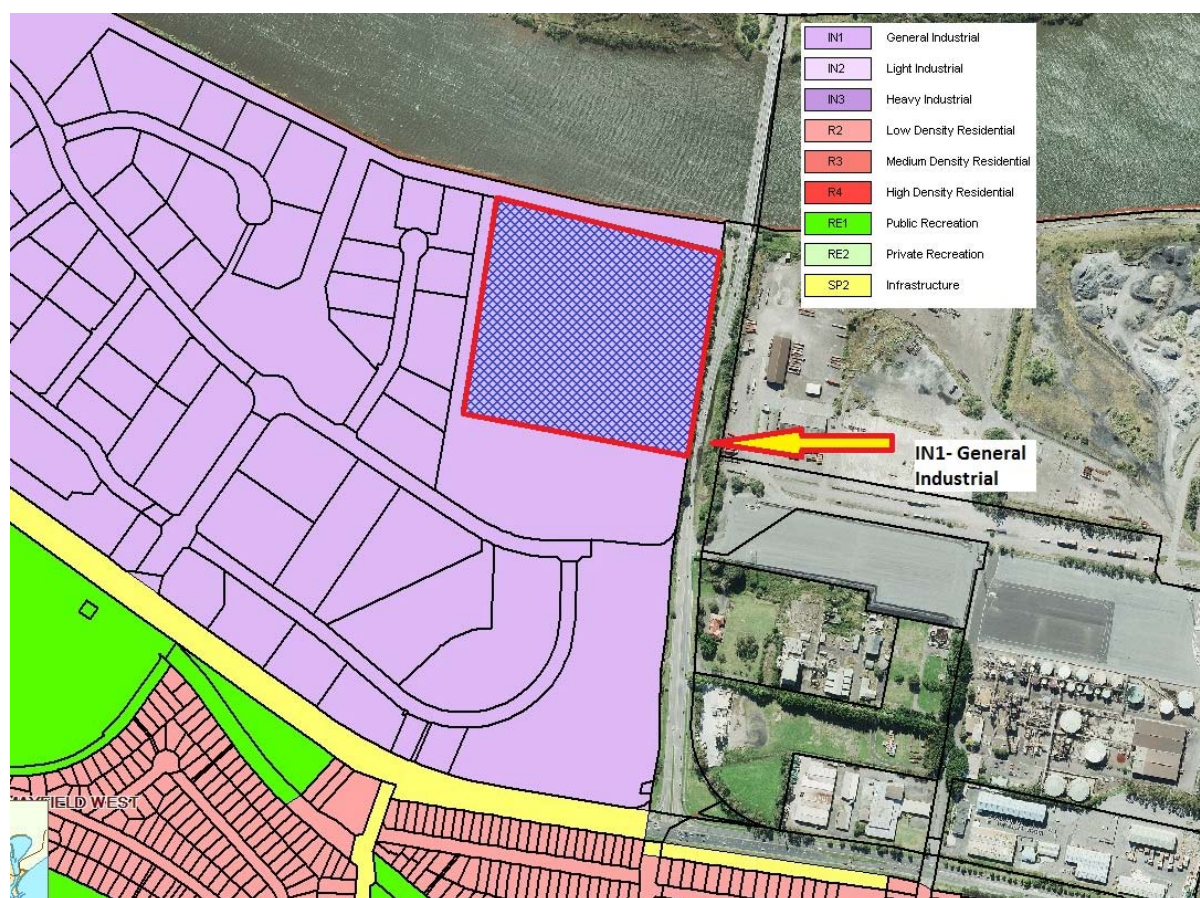 IN1 General Industrial
IN2 Light Industrial
IN3 Heavy Industrial
R2 Low Density Residential
R3 Medium Density Residential
R4 High Density Residential
RE1 Public Recreation
RE2 Private Recreation
SP2 Infrastructure
IN1- General
Industrial
WEST